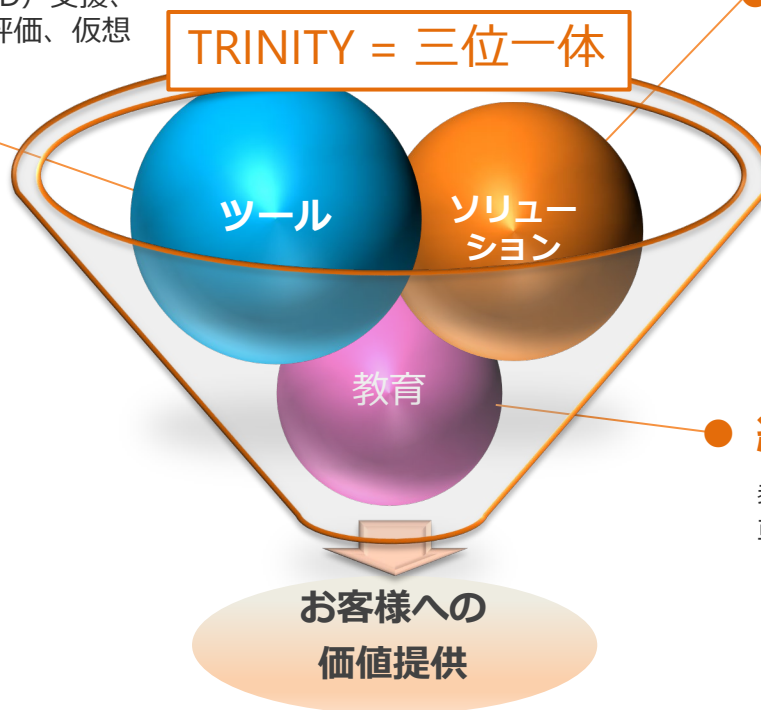 D）支援、
評価、仮想
TRINITY = 三位一体
ツール
ソリュー
ション
教育
お客様への
価値提供